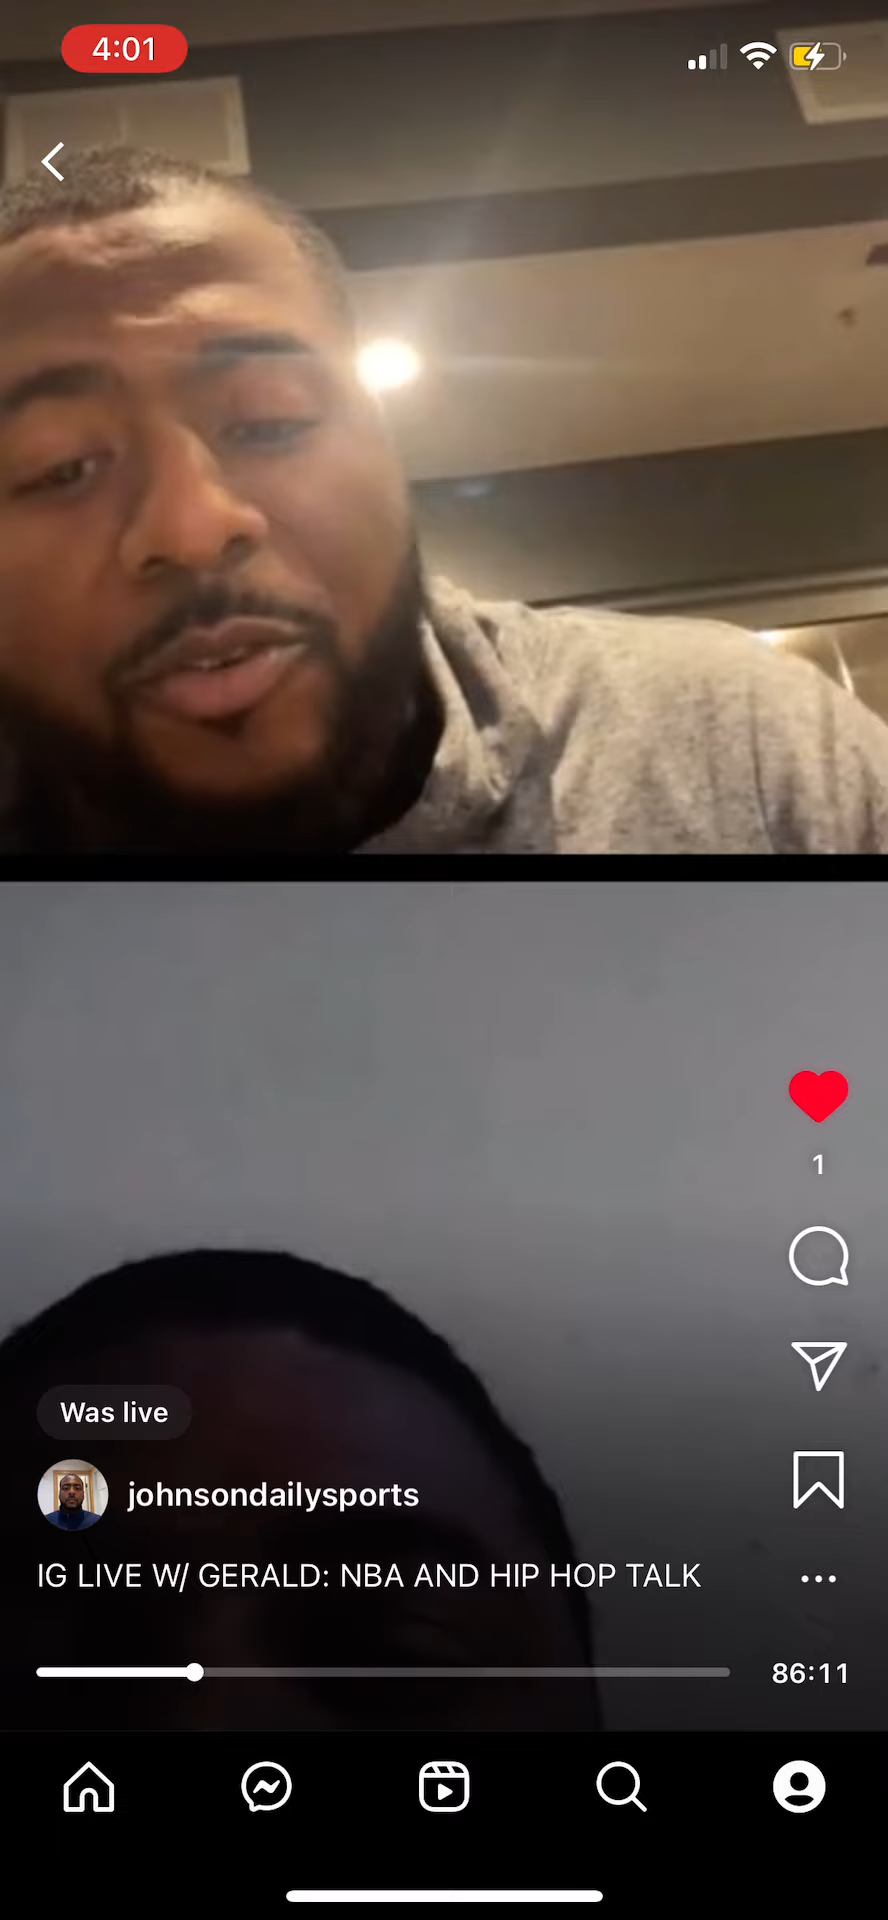 4:01
1
Was live
johnsondailysports
IG LIVE W/ GERALD: NBA AND HIP HOP TALK
86:11